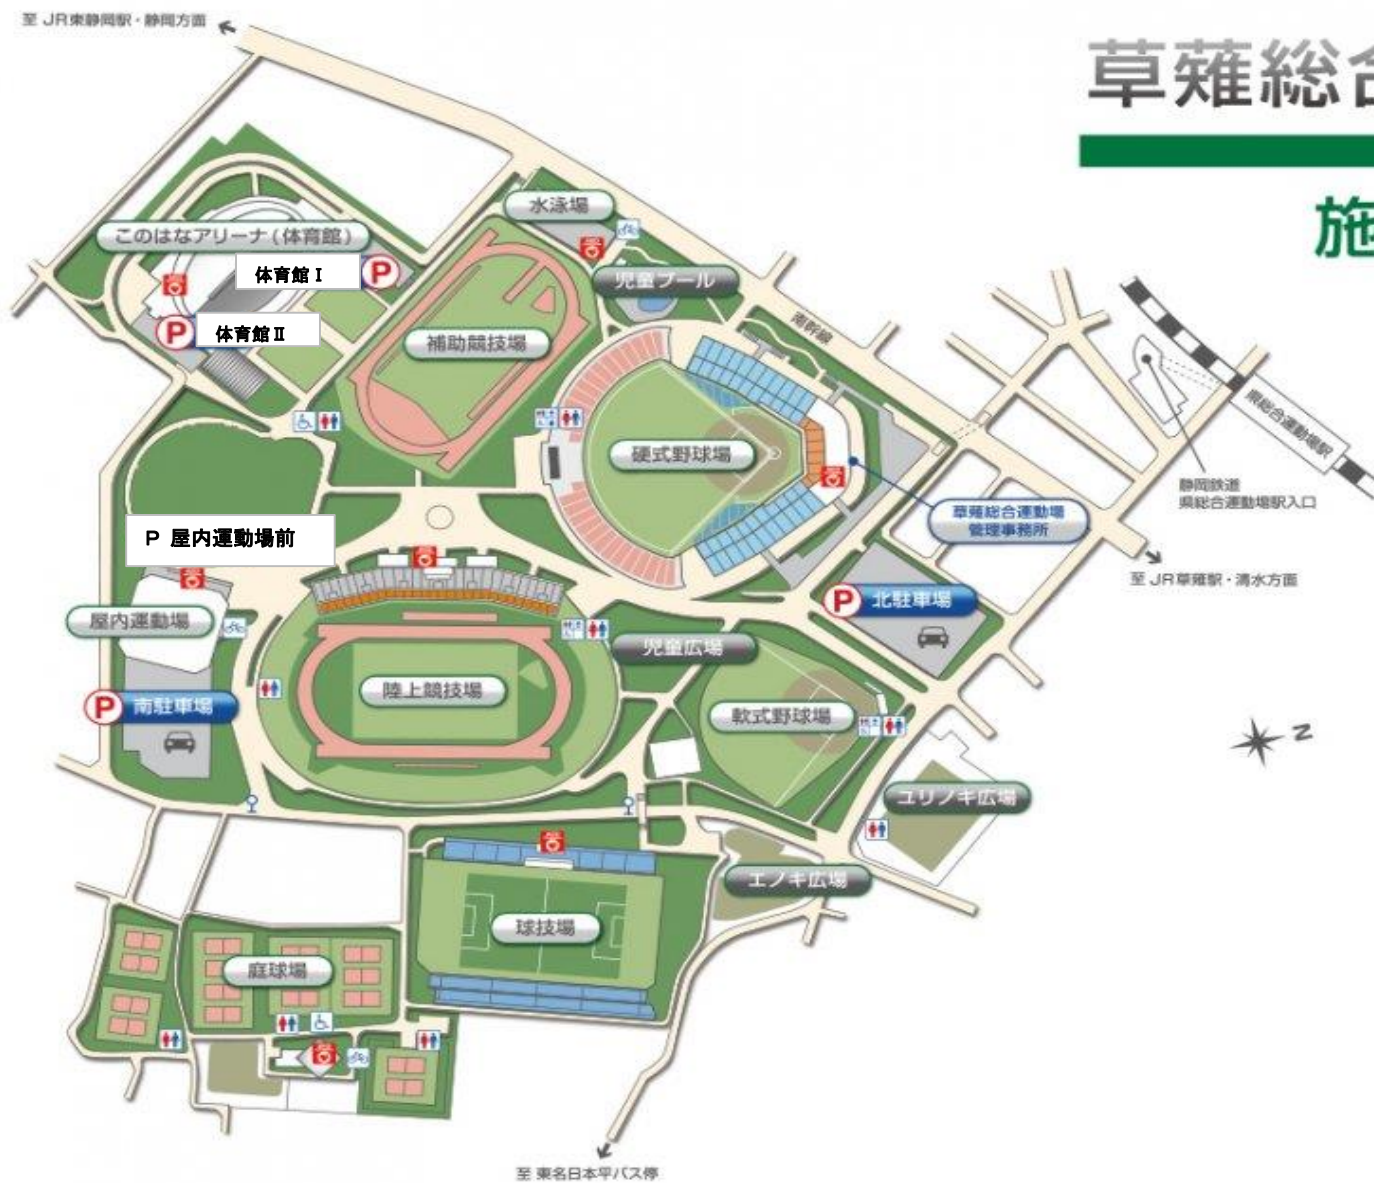 至 JR東静岡駅・静岡方面
草薙総合
施
水泳場
このはなアリーナ(体育館)
体育館Ⅰ
P
児童プール
体育館Ⅱ
P
補助競技場
南幹線
硬式野球場
県総合運動場駅
静岡鉄道
県総合運動場駅入口
草薙総合運動場
管理事務所
P 屋内運動場前
至 JR草薙駅・清水方面
P 北駐車場
屋内運動場
児童広場
陸上競技場
P 南駐車場
軟式野球場
N
ユリノキ広場
エノキ広場
球技場
庭球場
至 東名日本平バス停